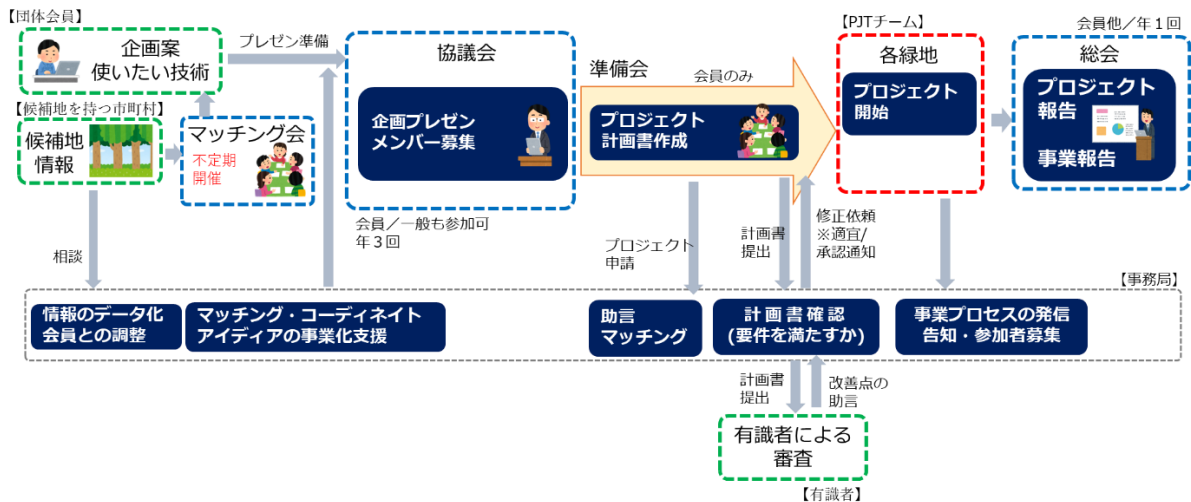 【団体会員】
企画案
使いたい技術
プレゼン準備
【候補地を持つ市町村】
候補地
情報
マッチング会
不定期
開催
協議会
企画プレゼン
メンバー募集
会員／一般も参加可
年３回
準備会
会員のみ
プロジェクト
計画書作成
【PJTチーム】
各緑地
プロジェクト
開始
会員他／年１回
総会
プロジェクト
報告
事業報告
相談
プロジェクト
申請
計画書
提出
修正依頼
※適宜/
承認通知
【事務局】
情報のデータ化
会員との調整
マッチング・コーディネイト
アイディアの事業化支援
助言
マッチング
計画書確認
(要件を満たすか)
事業プロセスの発信
告知・参加者募集
計画書
提出
改善点の
助言
有識者による
審査
【有識者】